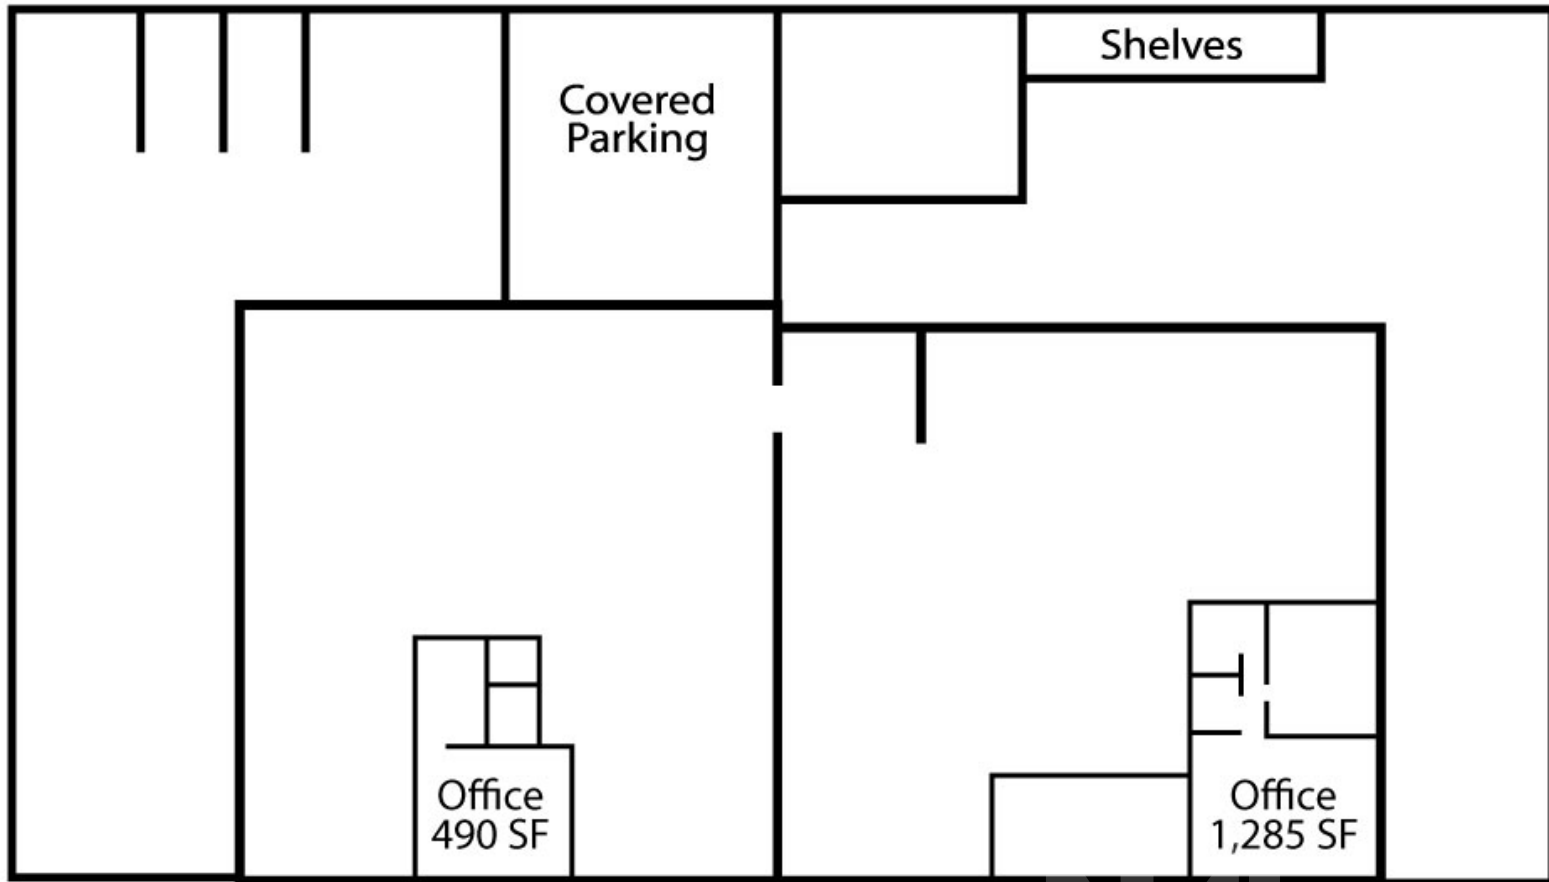 Shelves
Covered
Parking
Office
490 SF
Office
1,285 SF